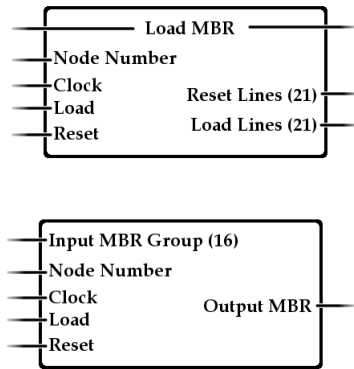 Load MBR
Node Number
Clock
Reset Lines (21)
Load
Load Lines (21)
Reset
Input MBR Group (16)
Node Number
Clock
Output MBR
Load
Reset